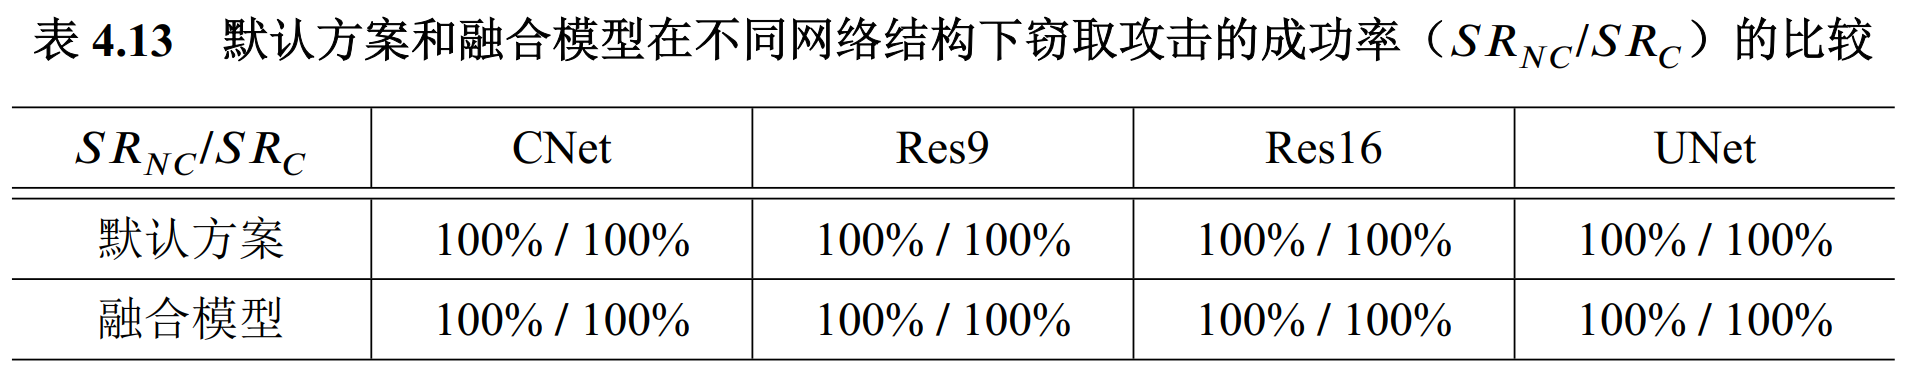 表 4.13 默认方案和融合模型在不同网络结构下窃取攻击的成功率（SR_NC/SR_C）的比较
SR_NC/SR_C CNet Res9 Res16 UNet
默认方案 100% / 100% 100% / 100% 100% / 100% 100% / 100%
融合模型 100% / 100% 100% / 100% 100% / 100% 100% / 100%